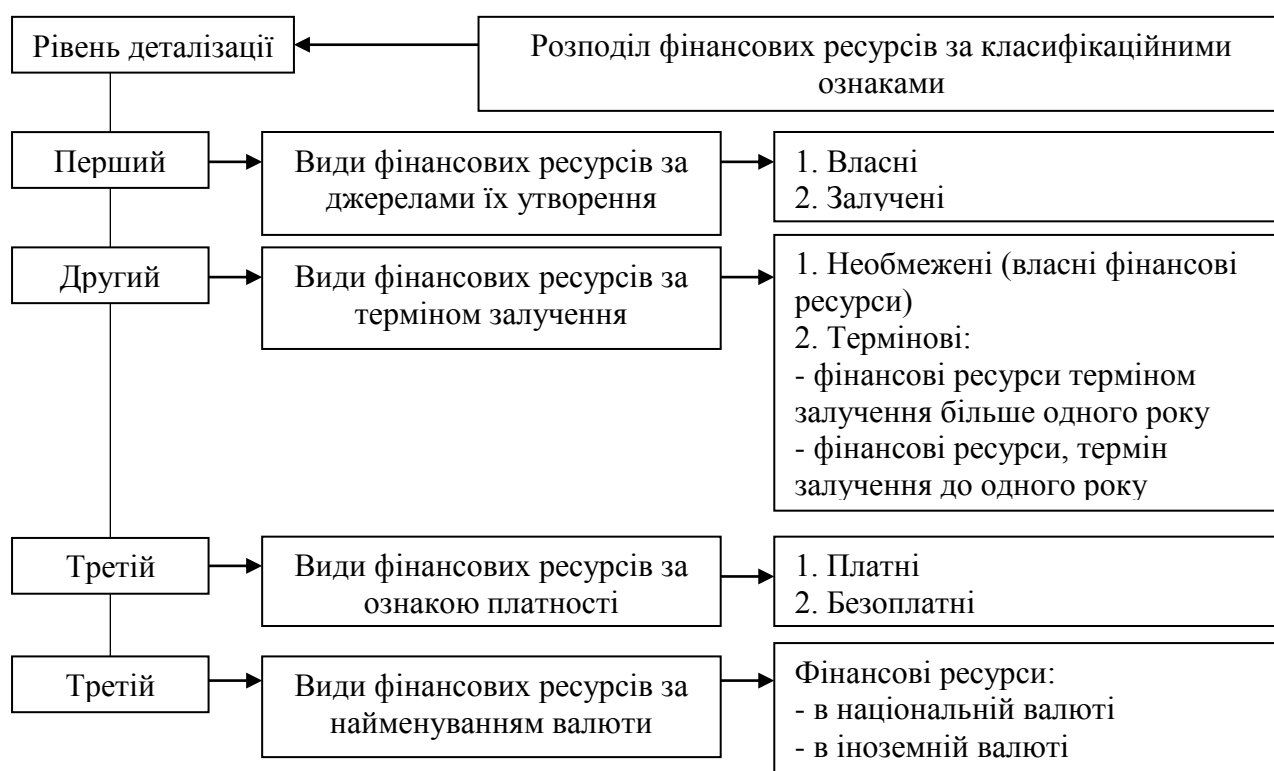 Рівень деталізації
Розподіл фінансових ресурсів за класифікаційними
ознаками
Перший
Види фінансових ресурсів за
джерелами їх утворення
1. Власні
2. Залучені
Другий
Види фінансових ресурсів за
терміном залучення
1. Необмежені (власні фінансові
ресурси)
2. Термінові:
- фінансові ресурси терміном
залучення більше одного року
- фінансові ресурси, термін
залучення до одного року
Третій
Види фінансових ресурсів за
ознакою платності
1. Платні
2. Безоплатні
Третій
Види фінансових ресурсів за
найменуванням валюти
Фінансові ресурси:
- в національній валюті
- в іноземній валюті